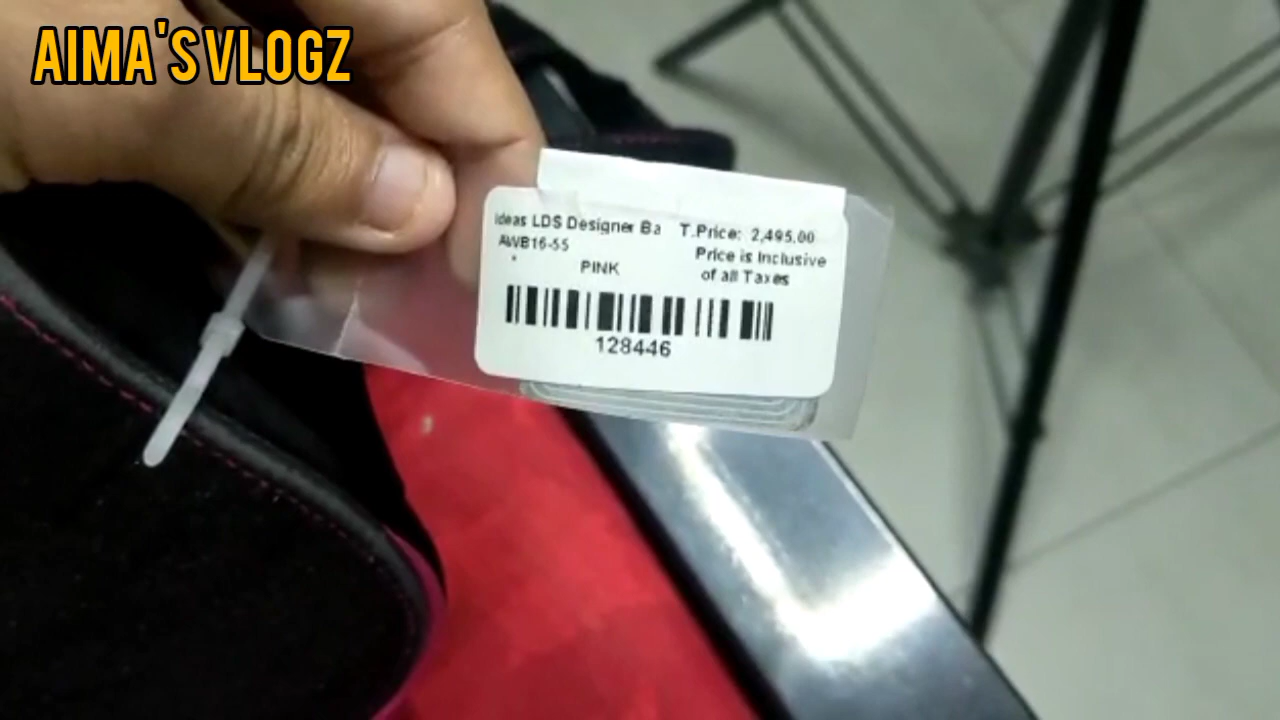 AIMA'S VLOGZ
Ideas LDS Designer Ba T.Price: 2,495.00
AWB16-55 Price is Inclusive
PINK of all Taxes
128446